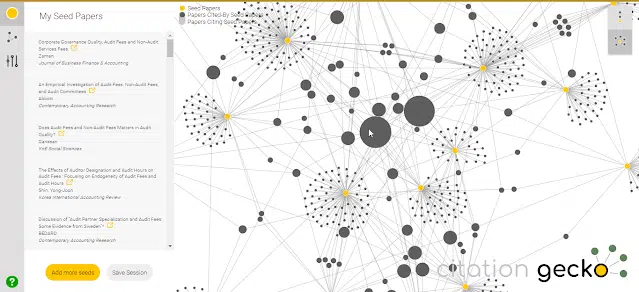 My Seed Papers
Corporate Governance Quality, Audit Fees and Non-Audit
Services Fees
Zaman
Journal of Business Finance & Accounting
An Empirical Investigation of Audit Fees, Non-Audit Fees,
and Audit Committees
Abbott
Contemporary Accounting Research
Does Audit Fees and Non-Audit Fees Matters in Audit
Quality?
Ganesan
Kne Social Sciences
The Effects of Auditor Designation and Audit Hours on
Audit Fees : Focusing on Endogeneity of Audit Fees and
Audit Hours
Shin, Yong-Joon
Korea International Accounting Review
Discussion of "Audit Partner Specialization and Audit Fees:
Some Evidence from Sweden"
BEDARD
Contemporary Accounting Research
Add more seeds
Save Session
?
Seed Papers
Papers Cited-By Seed Papers
Papers Citing Seed Papers
citation gecko